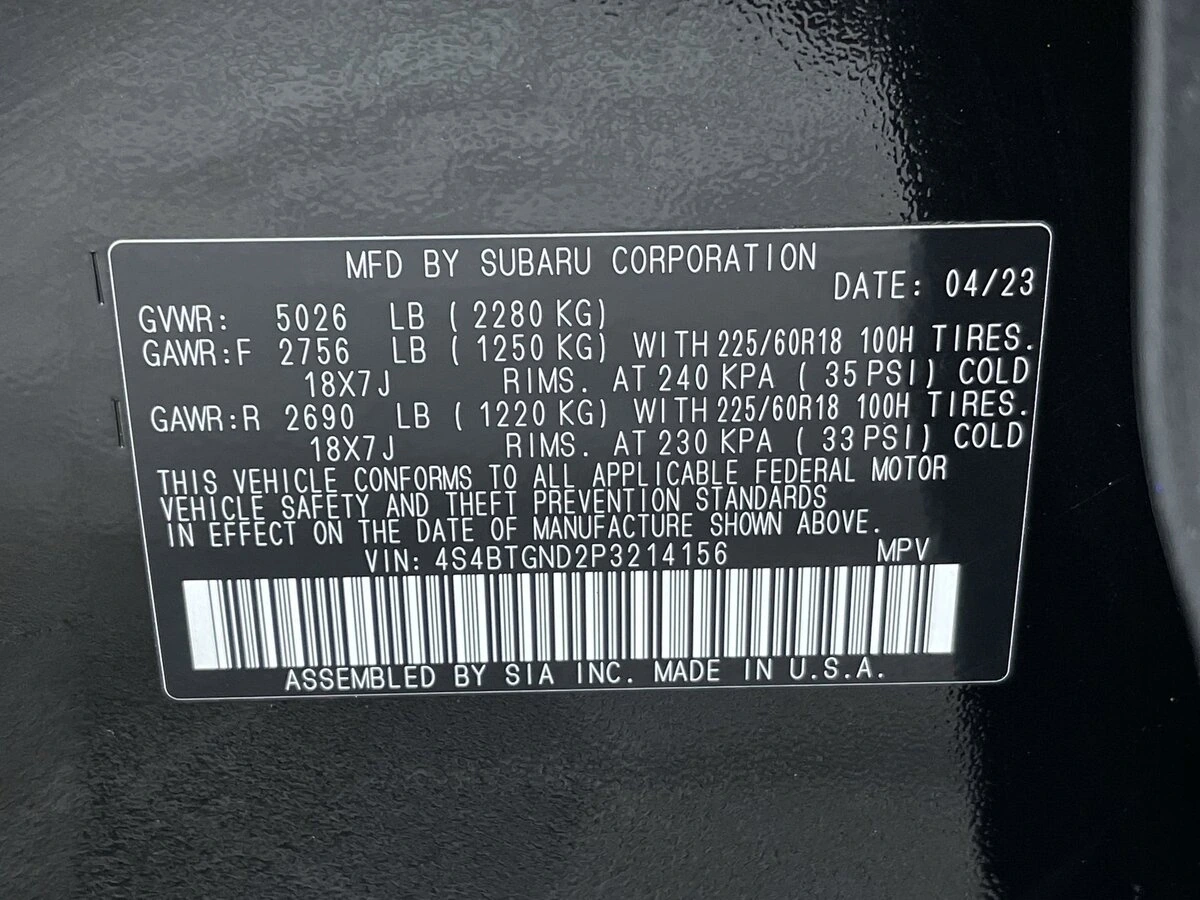 MFD BY SUBARU CORPORATION
DATE: 04/23
GVWR: 5026 LB ( 2280 KG)
GAWR:F 2756 LB ( 1250 KG) WITH 225/60R18 100H TIRES.
18X7J RIMS. AT 240 KPA ( 35 PSI) COLD
GAWR:R 2690 LB ( 1220 KG) WITH 225/60R18 100H TIRES.
18X7J RIMS. AT 230 KPA ( 33 PSI) COLD
THIS VEHICLE CONFORMS TO ALL APPLICABLE FEDERAL MOTOR
VEHICLE SAFETY AND THEFT PREVENTION STANDARDS
IN EFFECT ON THE DATE OF MANUFACTURE SHOWN ABOVE.
VIN: 4S4BTGND2P3214156 MPV
ASSEMBLED BY SIA INC. MADE IN U.S.A.